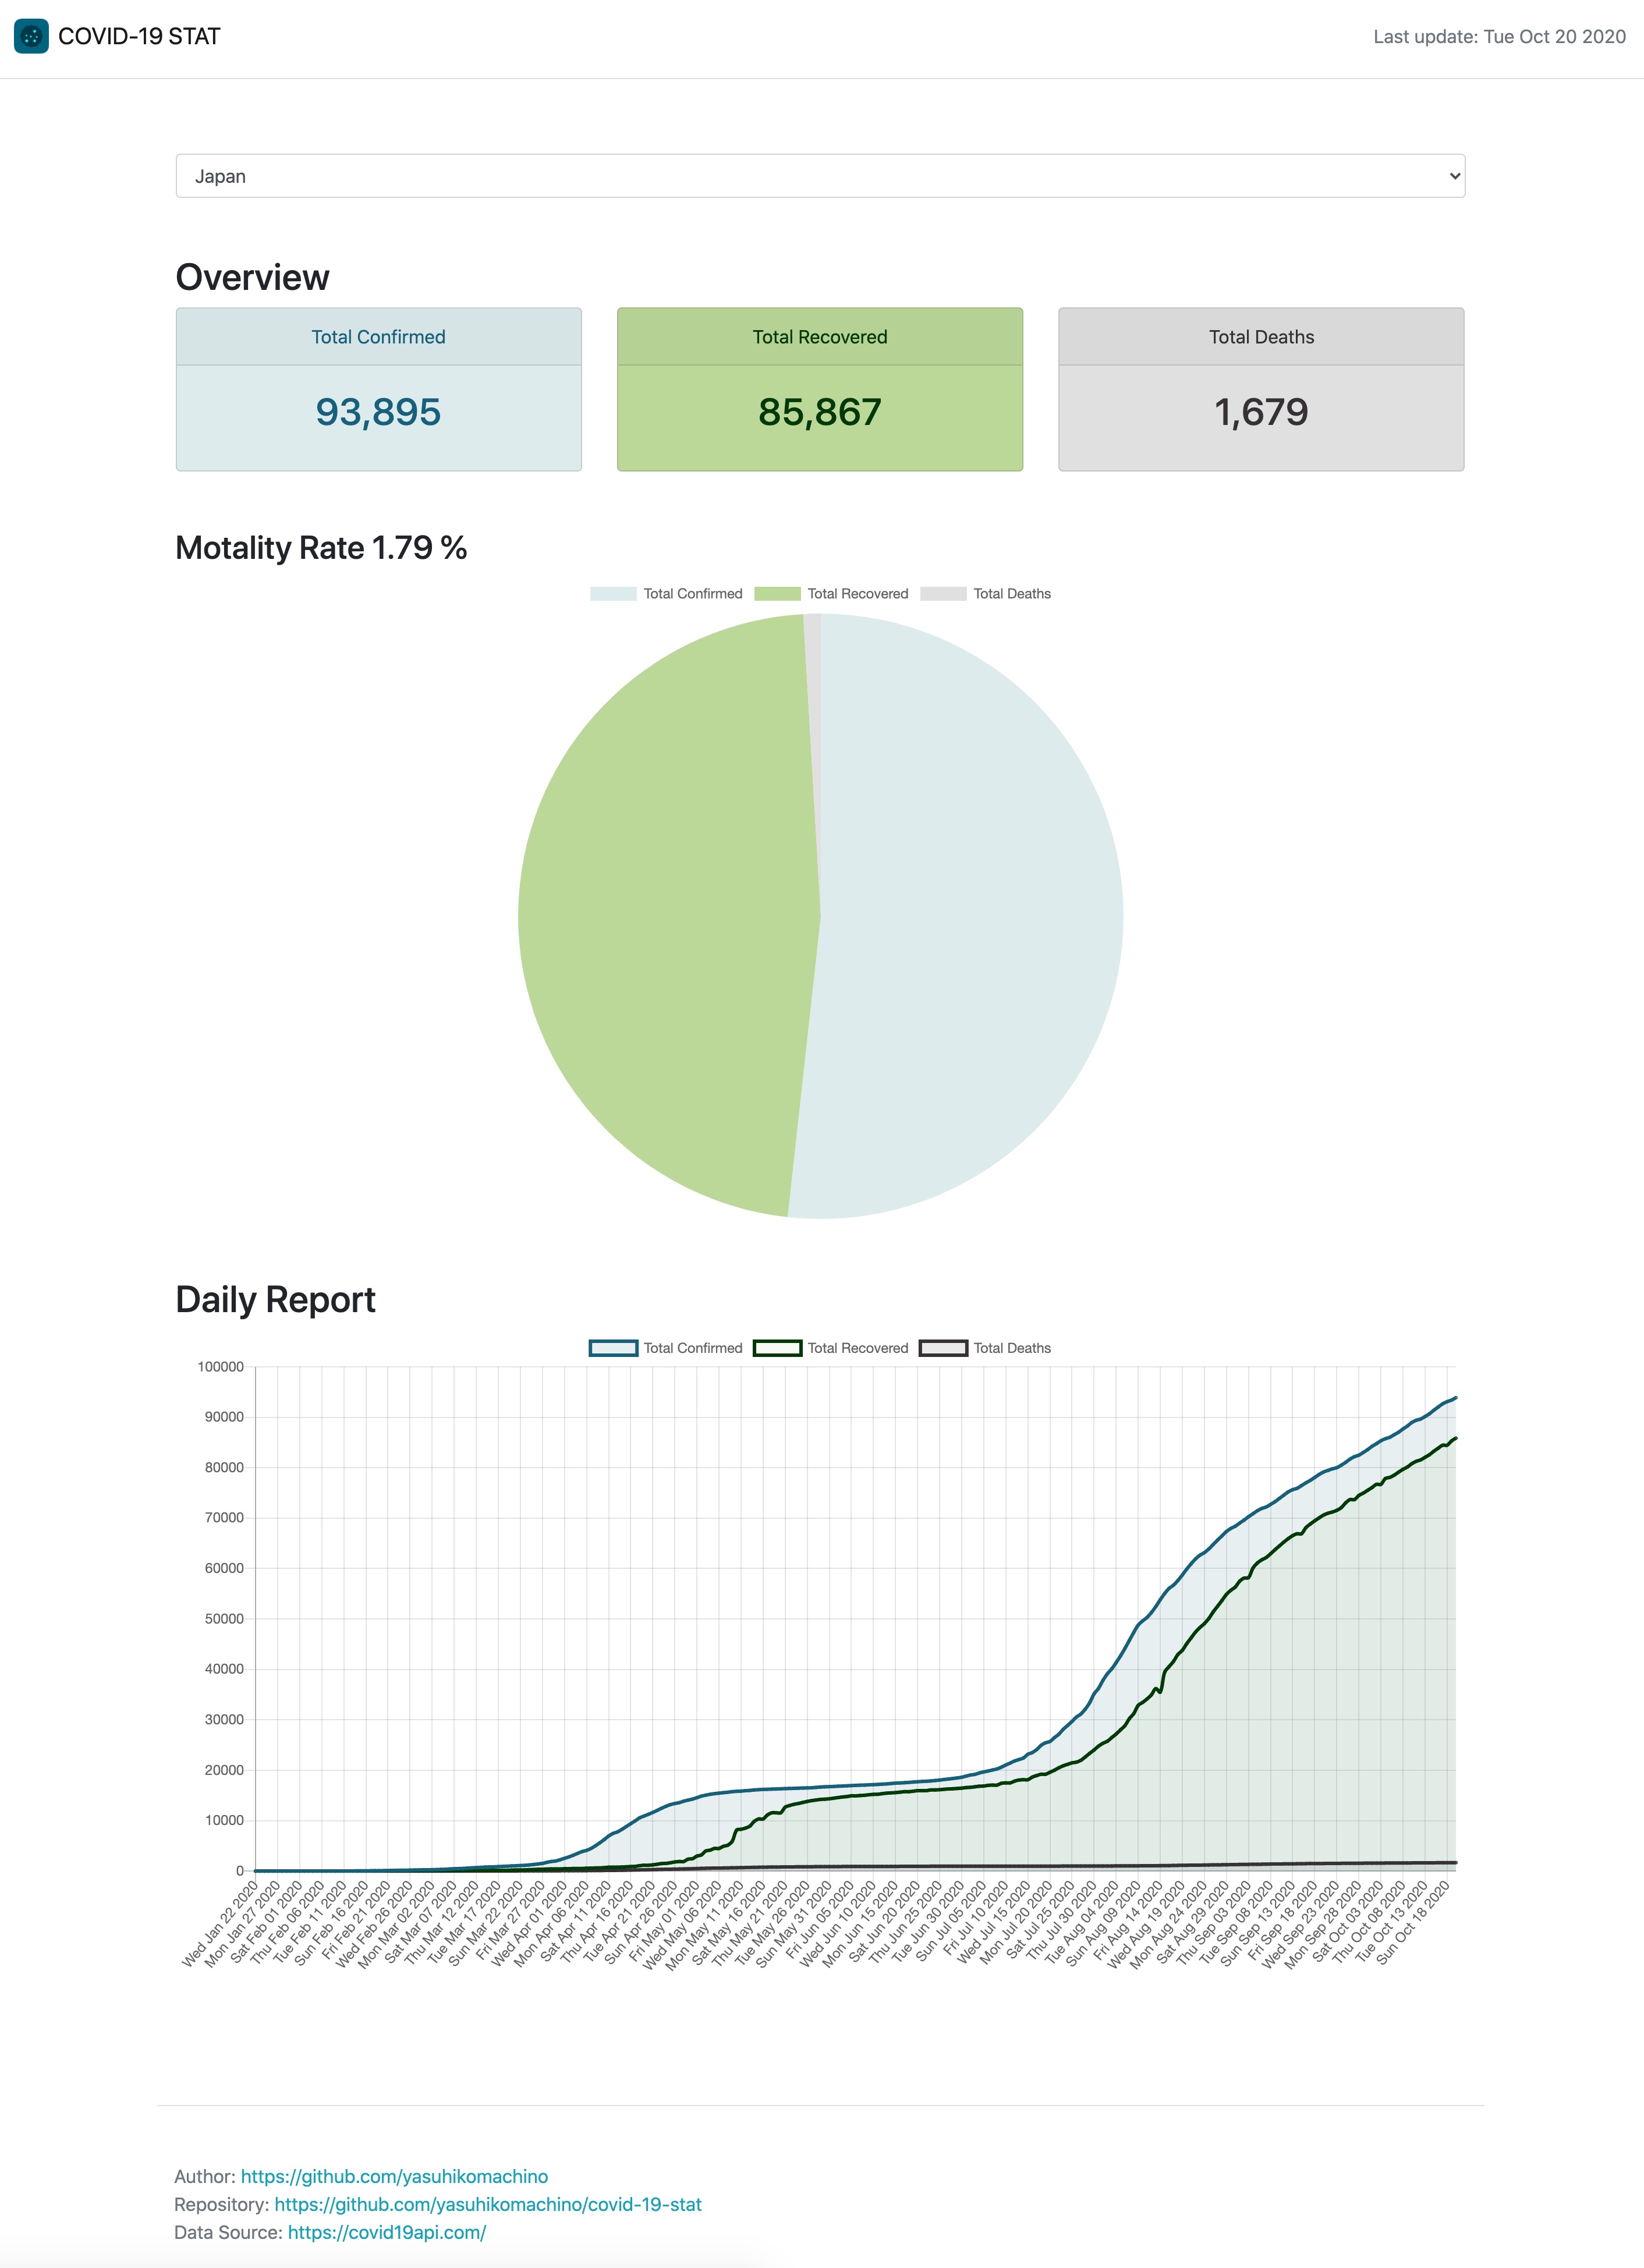 COVID-19 STAT
Last update: Tue Oct 20 2020
Japan
Overview
Total Confirmed
Total Recovered
Total Deaths
93,895
85,867
1,679
Motality Rate 1.79 %
Total Confirmed Total Recovered Total Deaths
Daily Report
Total Confirmed Total Recovered Total Deaths
100000
90000
80000
70000
60000
50000
40000
30000
20000
10000
0
Wed Jan 22 2020
Mon Jan 27 2020
Sat Feb 01 2020
Thu Feb 06 2020
Tue Feb 11 2020
Sun Feb 16 2020
Fri Feb 21 2020
Wed Feb 26 2020
Mon Mar 02 2020
Sat Mar 07 2020
Thu Mar 12 2020
Tue Mar 17 2020
Sun Mar 22 2020
Fri Mar 27 2020
Wed Apr 01 2020
Mon Apr 06 2020
Sat Apr 11 2020
Thu Apr 16 2020
Tue Apr 21 2020
Sun Apr 26 2020
Fri May 01 2020
Wed May 06 2020
Mon May 11 2020
Sat May 16 2020
Thu May 21 2020
Tue May 26 2020
Sun May 31 2020
Fri Jun 05 2020
Wed Jun 10 2020
Mon Jun 15 2020
Sat Jun 20 2020
Thu Jun 25 2020
Tue Jun 30 2020
Sun Jul 05 2020
Fri Jul 10 2020
Wed Jul 15 2020
Mon Jul 20 2020
Sat Jul 25 2020
Thu Jul 30 2020
Tue Aug 04 2020
Sun Aug 09 2020
Fri Aug 14 2020
Wed Aug 19 2020
Mon Aug 24 2020
Sat Aug 29 2020
Thu Sep 03 2020
Tue Sep 08 2020
Sun Sep 13 2020
Fri Sep 18 2020
Wed Sep 23 2020
Mon Sep 28 2020
Sat Oct 03 2020
Thu Oct 08 2020
Tue Oct 13 2020
Sun Oct 18 2020
Author: https://github.com/yasuhikomachino
Repository: https://github.com/yasuhikomachino/covid-19-stat
Data Source: https://covid19api.com/